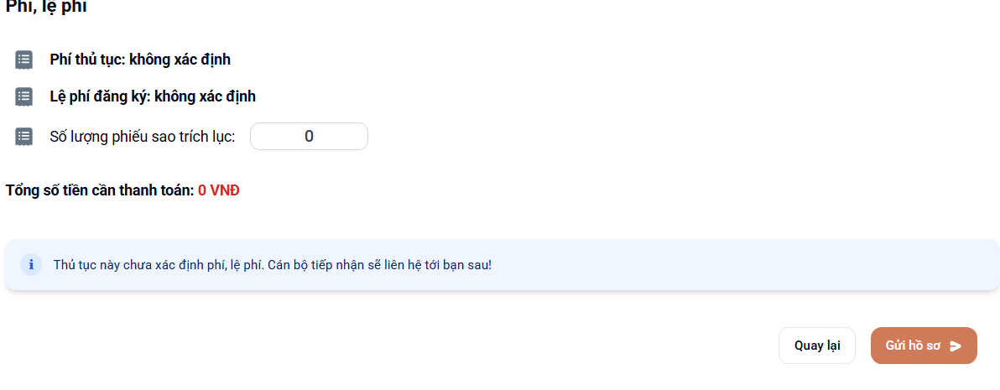 Phí, lệ phí
Phí thủ tục: không xác định
Lệ phí đăng ký: không xác định
Số lượng phiếu sao trích lục: 0
Tổng số tiền cần thanh toán: 0 VNĐ
Thủ tục này chưa xác định phí, lệ phí. Cán bộ tiếp nhận sẽ liên hệ tới bạn sau!
Quay lại Gửi hồ sơ